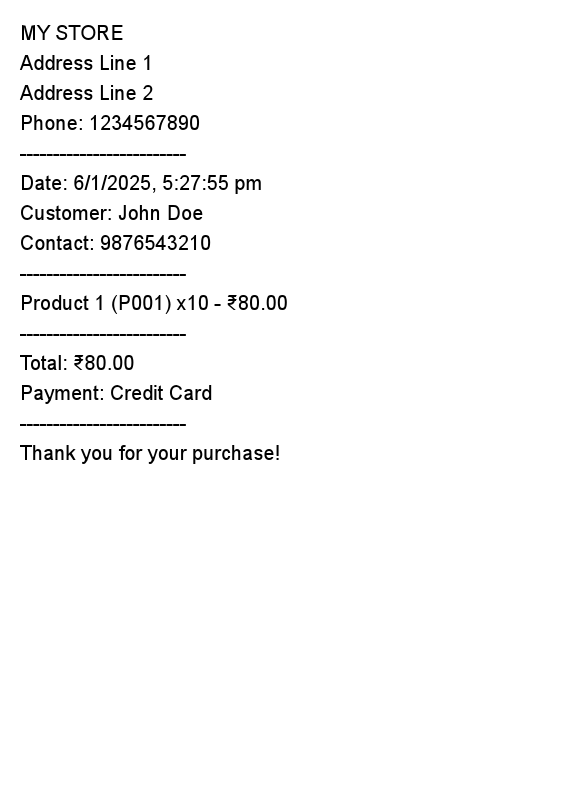 MY STORE
Address Line 1
Address Line 2
Phone: 1234567890
-------------------------
Date: 6/1/2025, 5:27:55 pm
Customer: John Doe
Contact: 9876543210
-------------------------
Product 1 (P001) x10 - ₹80.00
-------------------------
Total: ₹80.00
Payment: Credit Card
-------------------------
Thank you for your purchase!